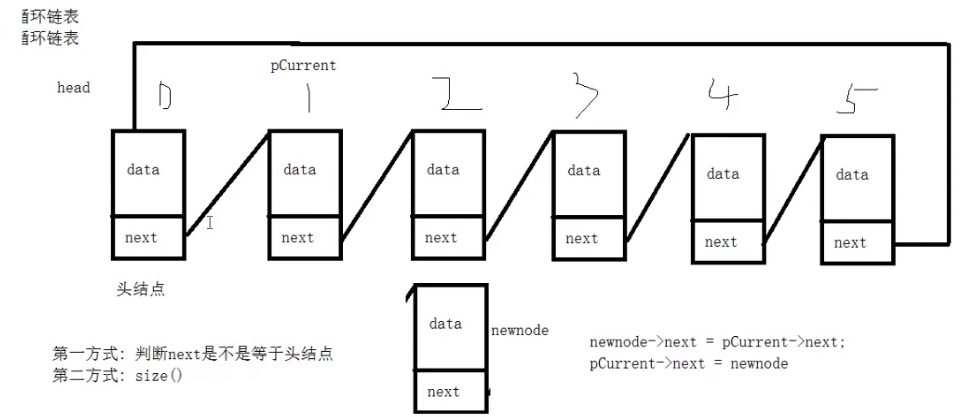 循环链表
循环链表
pCurrent
head 0 1 2 3 4 5
data data data data data data
next next next next next next
头结点
data newnode
next
第一方式: 判断next是不是等于头结点
第二方式: size()
newnode->next = pCurrent->next;
pCurrent->next = newnode